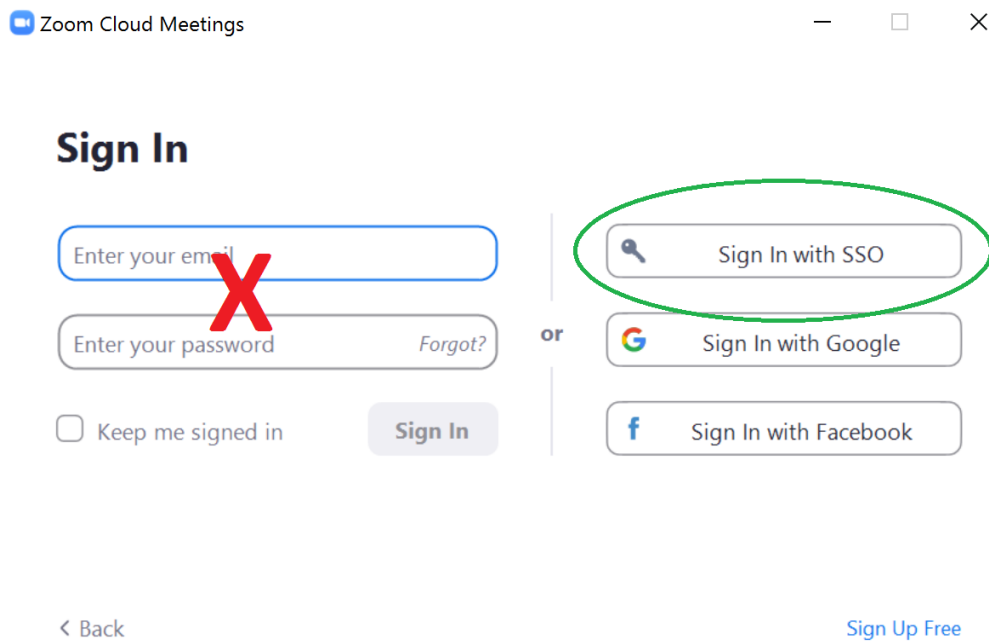 Zoom Cloud Meetings
Sign In
Enter your email
Enter your password Forgot?
Keep me signed in Sign In
or
Sign In with SSO
Sign In with Google
Sign In with Facebook
Back
Sign Up Free